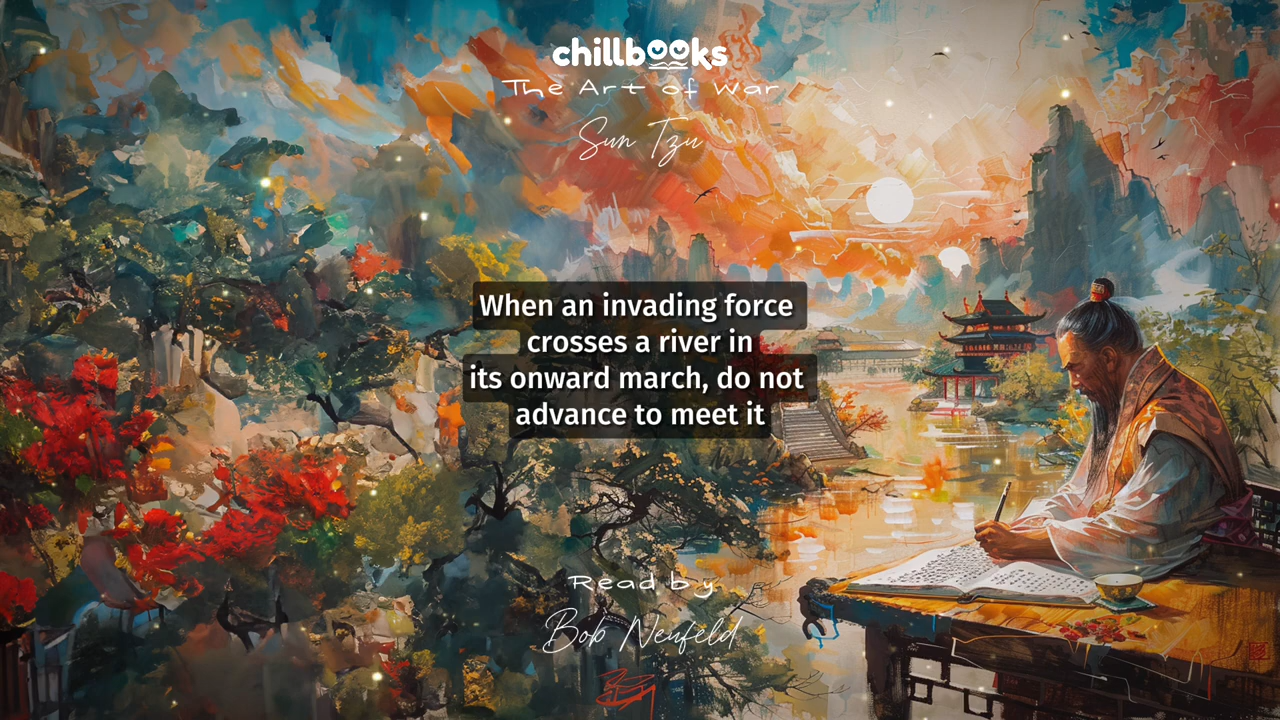 chillbooks
The Art of War
Sun Tzu
When an invading force
crosses a river in
its onward march, do not
advance to meet it
Read by
Bob Neufeld